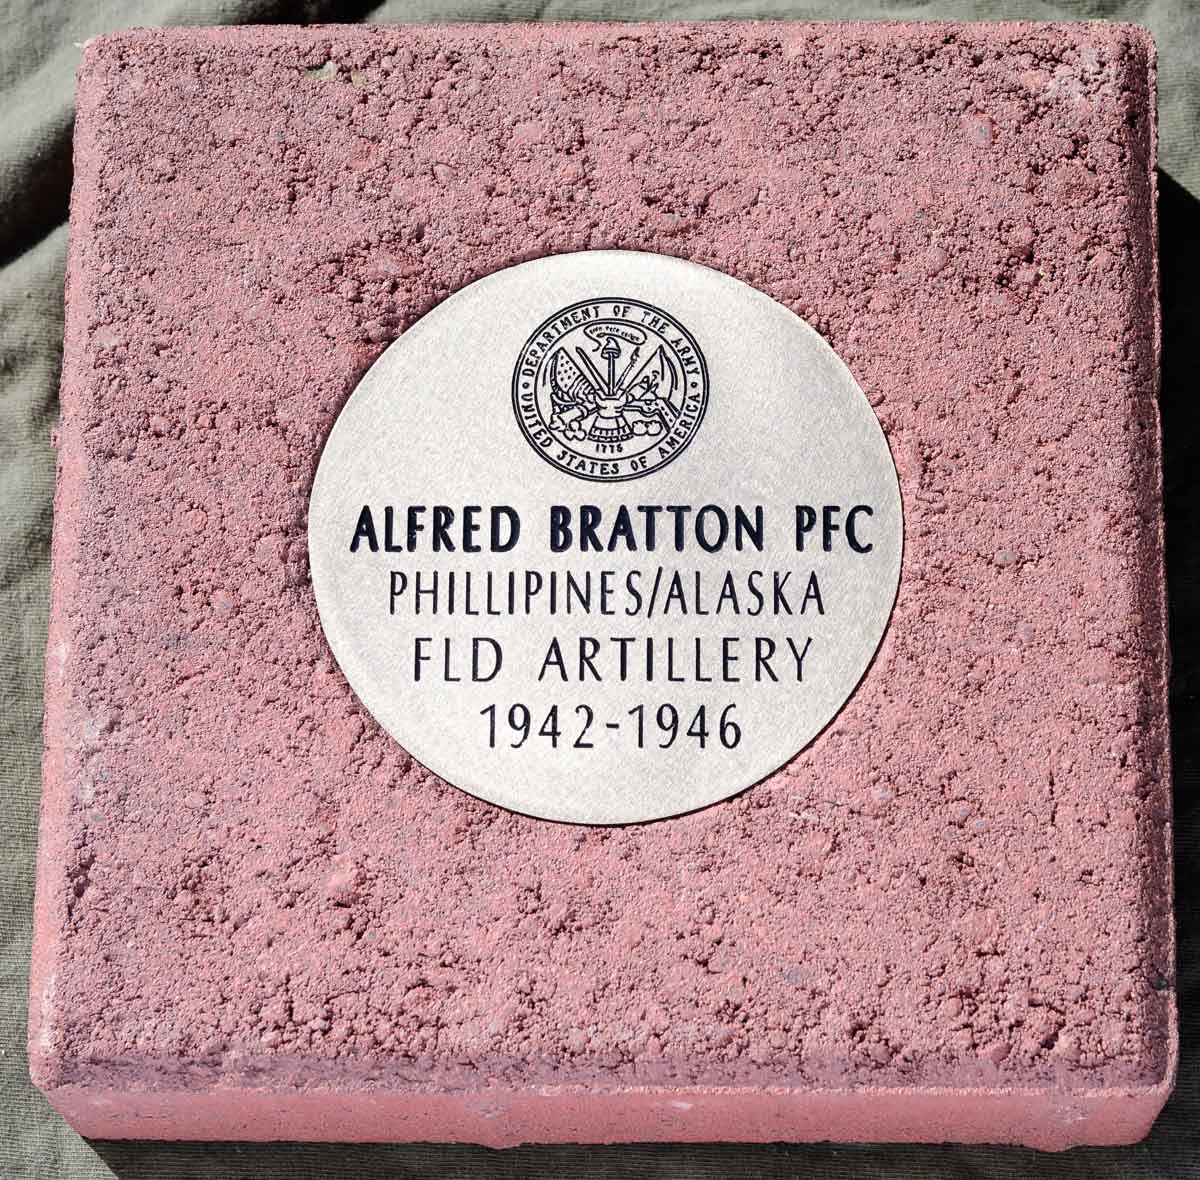 DEPARTMENT OF THE ARMY
UNITED STATES OF AMERICA
1775
ALFRED BRATTON PFC
PHILLIPINES/ALASKA
FLD ARTILLERY
1942-1946